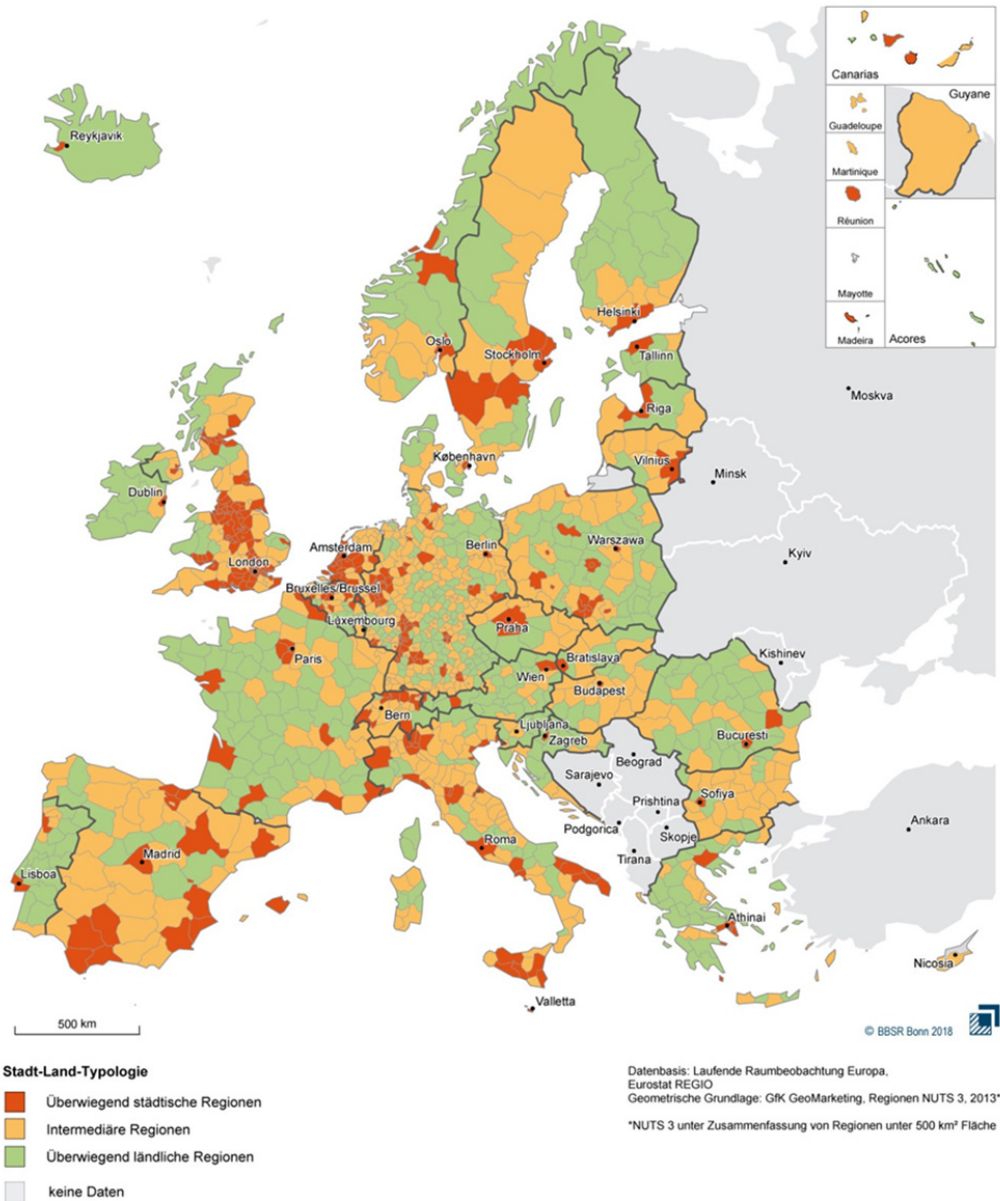 Canarias
Guyane
Guadeloupe
Martinique
Réunion
Mayotte
Madeira
Acores
Reykjavik
Helsinki
Oslo
Stockholm
Tallinn
Moskva
Riga
København
Vilnius
Minsk
Dublin
Amsterdam
Berlin
Warszawa
London
Kyiv
Bruxelles/Brussel
Luxembourg
Praha
Paris
Kishinev
Bratislava
Wien
Budapest
Bern
Ljubljana
Zagreb
Bucuresti
Beograd
Sarajevo
Prishtina
Sofiya
Podgorica
Skopje
Ankara
Roma
Tirana
Madrid
Lisboa
Athinai
Nicosia
Valletta
500 km
© BBSR Bonn 2018
Stadt-Land-Typologie
Überwiegend städtische Regionen
Intermediäre Regionen
Überwiegend ländliche Regionen
keine Daten
Datenbasis: Laufende Raumbeobachtung Europa,
Eurostat REGIO
Geometrische Grundlage: GfK GeoMarketing, Regionen NUTS 3, 2013*
*NUTS 3 unter Zusammenfassung von Regionen unter 500 km² Fläche